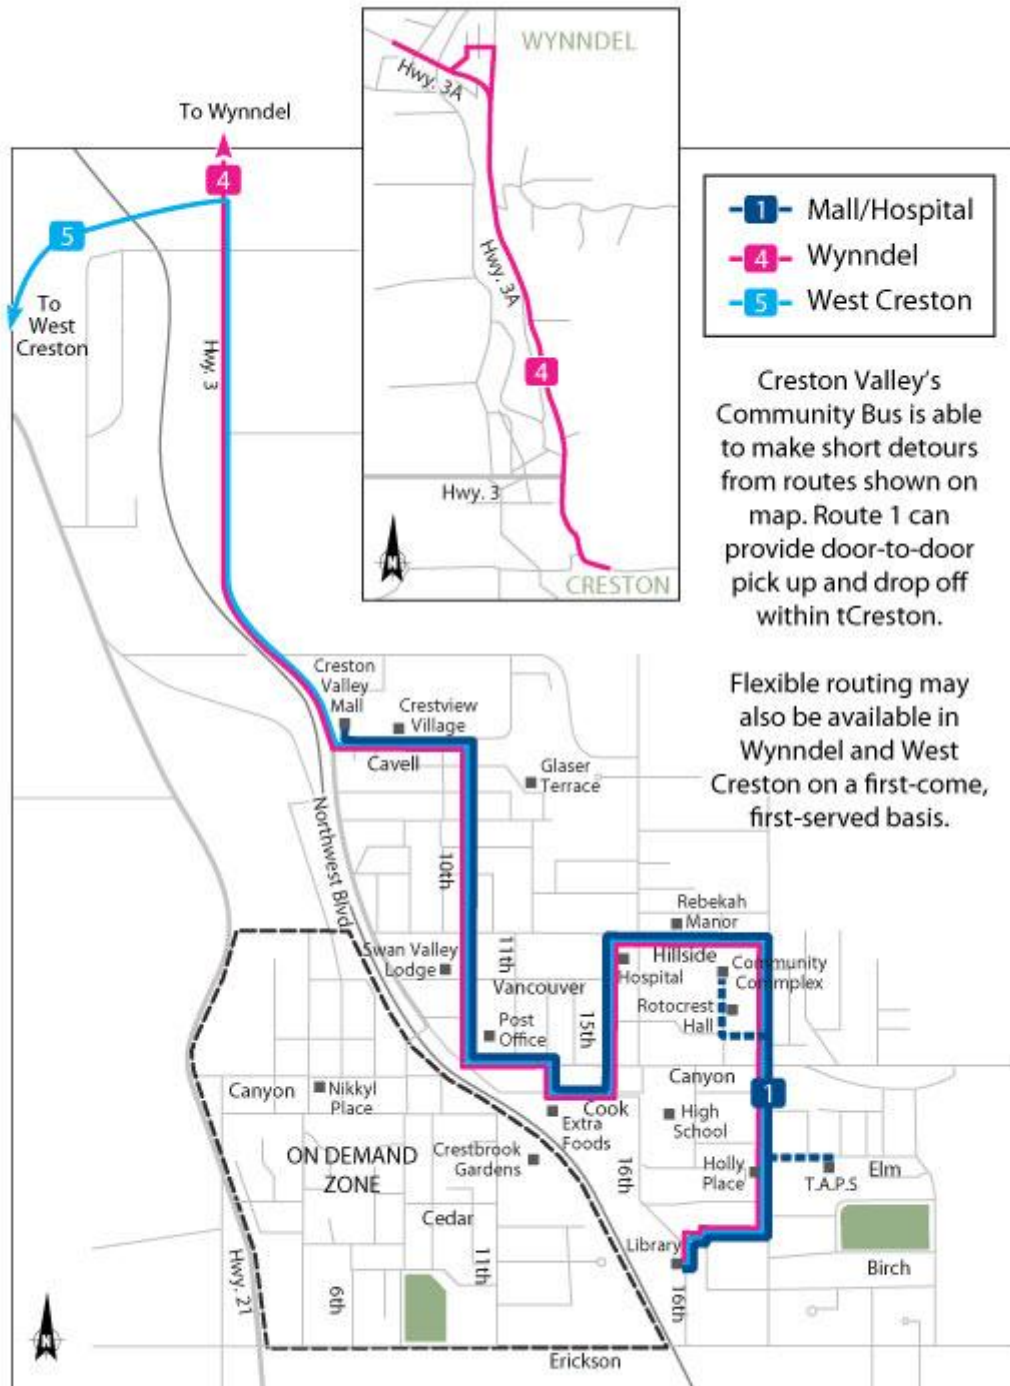 WYNNDEL
Hwy. 3A
Hwy. 3A
4
Hwy. 3
N
CRESTON
To Wynndel
4
5
To
West
Creston
Hwy. 3
1 Mall/Hospital
4 Wynndel
5 West Creston
Creston Valley's
Community Bus is able
to make short detours
from routes shown on
map. Route 1 can
provide door-to-door
pick up and drop off
within tCreston.
Flexible routing may
also be available in
Wynndel and West
Creston on a first-come,
first-served basis.
Creston
Valley
Mall
Crestview
Village
Cavell
Glaser
Terrace
Northwest Blvd.
10th
Swan Valley
Lodge
11th
Vancouver
Post
Office
15th
Rebekah
Manor
Hillside
Hospital
Community
Commplex
Rotocrest
Hall
Canyon
1
Canyon
Nikkyl
Place
Cook
Extra
Foods
High
School
ON DEMAND
ZONE
Crestbrook
Gardens
16th
Holly
Place
T.A.P.S
Elm
Cedar
11th
Library
Birch
Hwy. 21
6th
16th
N
Erickson